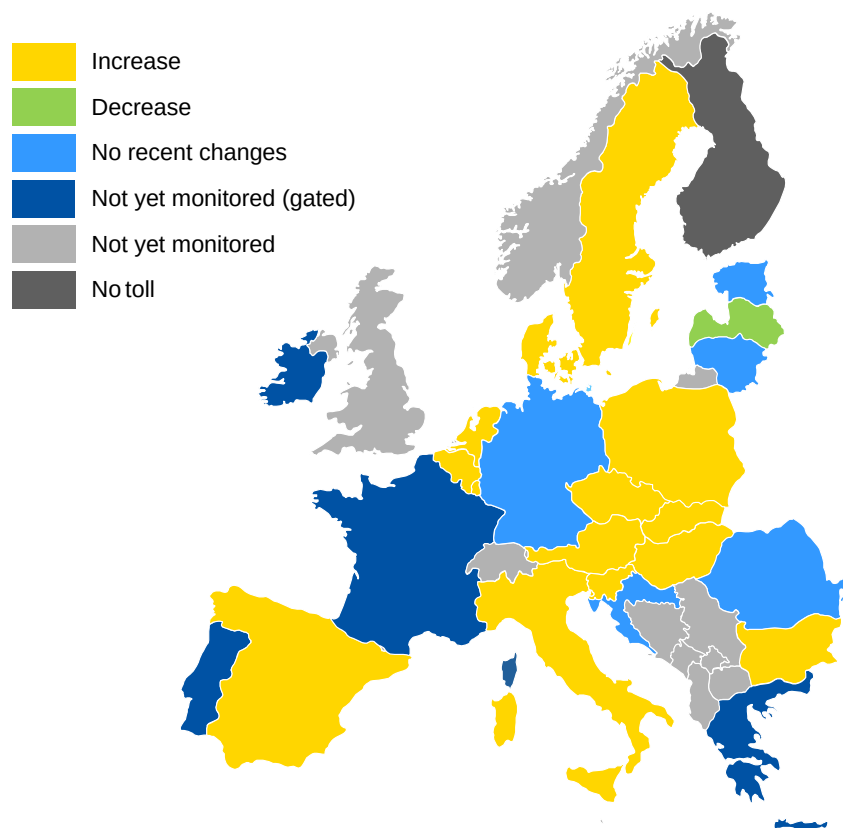 Increase
Decrease
No recent changes
Not yet monitored (gated)
Not yet monitored
No toll